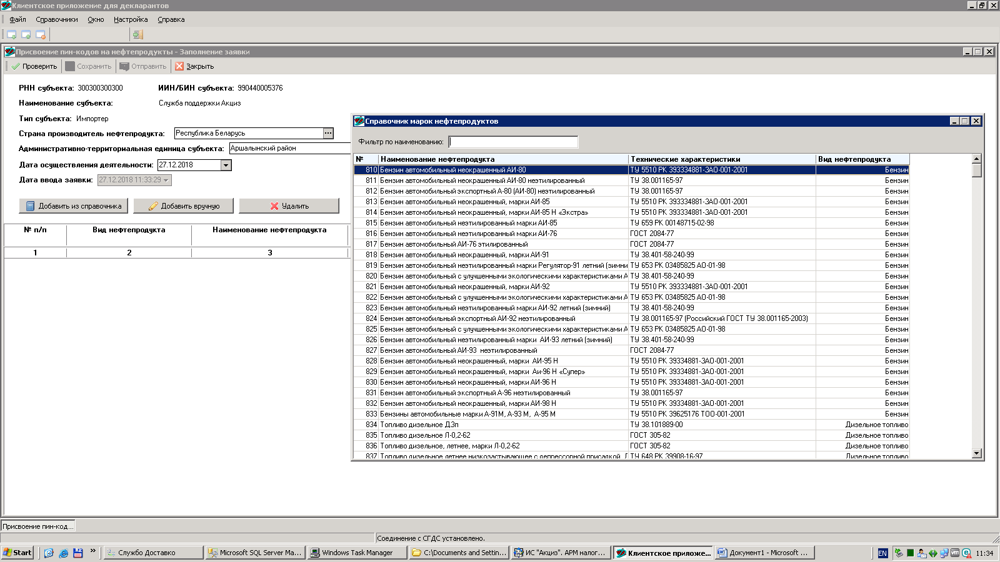 Клиентское приложение для декларантов
Файл Справочники Окно Настройка Справка
Присвоение пин-кодов на нефтепродукты - Заполнение заявки
Проверить Сохранить Отправить Закрыть
РНН субъекта: 300300300300 ИИН/БИН субъекта: 990440005376
Наименование субъекта: Служба поддержки Акциз
Тип субъекта: Импортер
Страна производитель нефтепродукта: Республика Беларусь ...
Административно-территориальная единица субъекта: Аршалынский район
Дата осуществления деятельности: 27.12.2018
Дата ввода заявки: 27.12.2018 11:33:29
Добавить из справочника Добавить вручную Удалить
№ п/п Вид нефтепродукта Наименование нефтепродукта
1 2 3
Справочник марок нефтепродуктов
Фильтр по наименованию:
№ Наименование нефтепродукта Технические характеристики Вид нефтепродукта
810 Бензин автомобильный неокрашенный АИ-80 ТУ 5510 РК 393334881-ЗАО-001-2001 Бензин
811 Бензин автомобильный неокрашенный АИ-80 неэтилированный ТУ 38.001165-97 Бензин
812 Бензин автомобильный экспортный А-80 (АИ-80) неэтилированный ТУ 38.001165-97 Бензин
813 Бензин автомобильный неокрашенный, марки АИ-85 ТУ 5510 РК 393334881-ЗАО-001-2001 Бензин
814 Бензин автомобильный неокрашенный, марки АИ-85 Н «Экстра» ТУ 5510 РК 393334881-ЗАО-001-2001 Бензин
815 Бензин автомобильный неэтилированный марки АИ-85 ТУ 659 РК 00148715-02-98 Бензин
816 Бензин автомобильный неэтилированный марки АИ-76 ГОСТ 2084-77 Бензин
817 Бензин автомобильный АИ-76 этилированный ГОСТ 2084-77 Бензин
818 Бензин автомобильный неокрашенный, марки АИ-91 ТУ 38.401-58-240-99 Бензин
819 Бензин автомобильный неэтилированный марки Регулятор-91 летний (зимни ТУ 653 РК 03485825 АО-01-98 Бензин
820 Бензин автомобильный с улучшенными экологическими характеристиками А ТУ 38.401-58-240-99 Бензин
821 Бензин автомобильный неокрашенный, марки АИ-92 ТУ 5510 РК 393334881-ЗАО-001-2001 Бензин
822 Бензин автомобильный с улучшенными экологическими характеристиками А ТУ 653 РК 03485825 АО-01-98 Бензин
823 Бензин автомобильный неэтилированный марки АИ-92 летний (зимний) ТУ 38.401-58-240-99 Бензин
824 Бензин автомобильный экспортный АИ-92 неэтилированный ТУ 38.001165-97 (Российский ГОСТ ТУ 38.001165-2003) Бензин
825 Бензин автомобильный с улучшенными экологическими характеристиками А ТУ 653 РК 03485825 АО-01-98 Бензин
826 Бензин автомобильный неэтилированный марки АИ-93 летний (зимний) ТУ 38.401-58-240-99 Бензин
827 Бензин автомобильный АИ-93 неэтилированный ГОСТ 2084-77 Бензин
828 Бензин автомобильный неокрашенный, марки АИ-95 Н ТУ 5510 РК 39334881-ЗАО-001-2001 Бензин
829 Бензин автомобильный неокрашенный, марки Аи-96 Н «Супер» ТУ 5510 РК 39334881-ЗАО-001-2001 Бензин
830 Бензин автомобильный неокрашенный, марки АИ-96 Н ТУ 5510 РК 39334881-ЗАО-001-2001 Бензин
831 Бензин автомобильный экспортный А-96 неэтилированный ТУ 38.001165-97 Бензин
832 Бензин автомобильный неокрашенный, марки АИ-98 Н ТУ 5510 РК 39334881-ЗАО-001-2001 Бензин
833 Бензины автомобильные марки А-91М, А-93 М, А-95 М ТУ 5510 РК 39625176 ТОО-001-2001 Бензин
834 Топливо дизельное ДЗп ТУ 38.101889-00 Дизельное топливо
835 Топливо дизельное Л-0,2-62 ГОСТ 305-82 Дизельное топливо
836 Топливо дизельное, летнее, марки Л-0,2-62 ГОСТ 305-82 Дизельное топливо
837 Топливо дизельное летнее низкозастывающее с депрессорной присадкой, ТУ 648 РК 39908-16-97 Дизельное топливо
Присвоение пин-код...
Соединение с СГДС установлено.
Start » Службо Доставко Microsoft SQL Server Ma... Windows Task Manager C:\Documents and Settin... ИС "Акциз". АРМ налог... Клиентское приложе... Документ1 - Microsoft ... EN 11:34